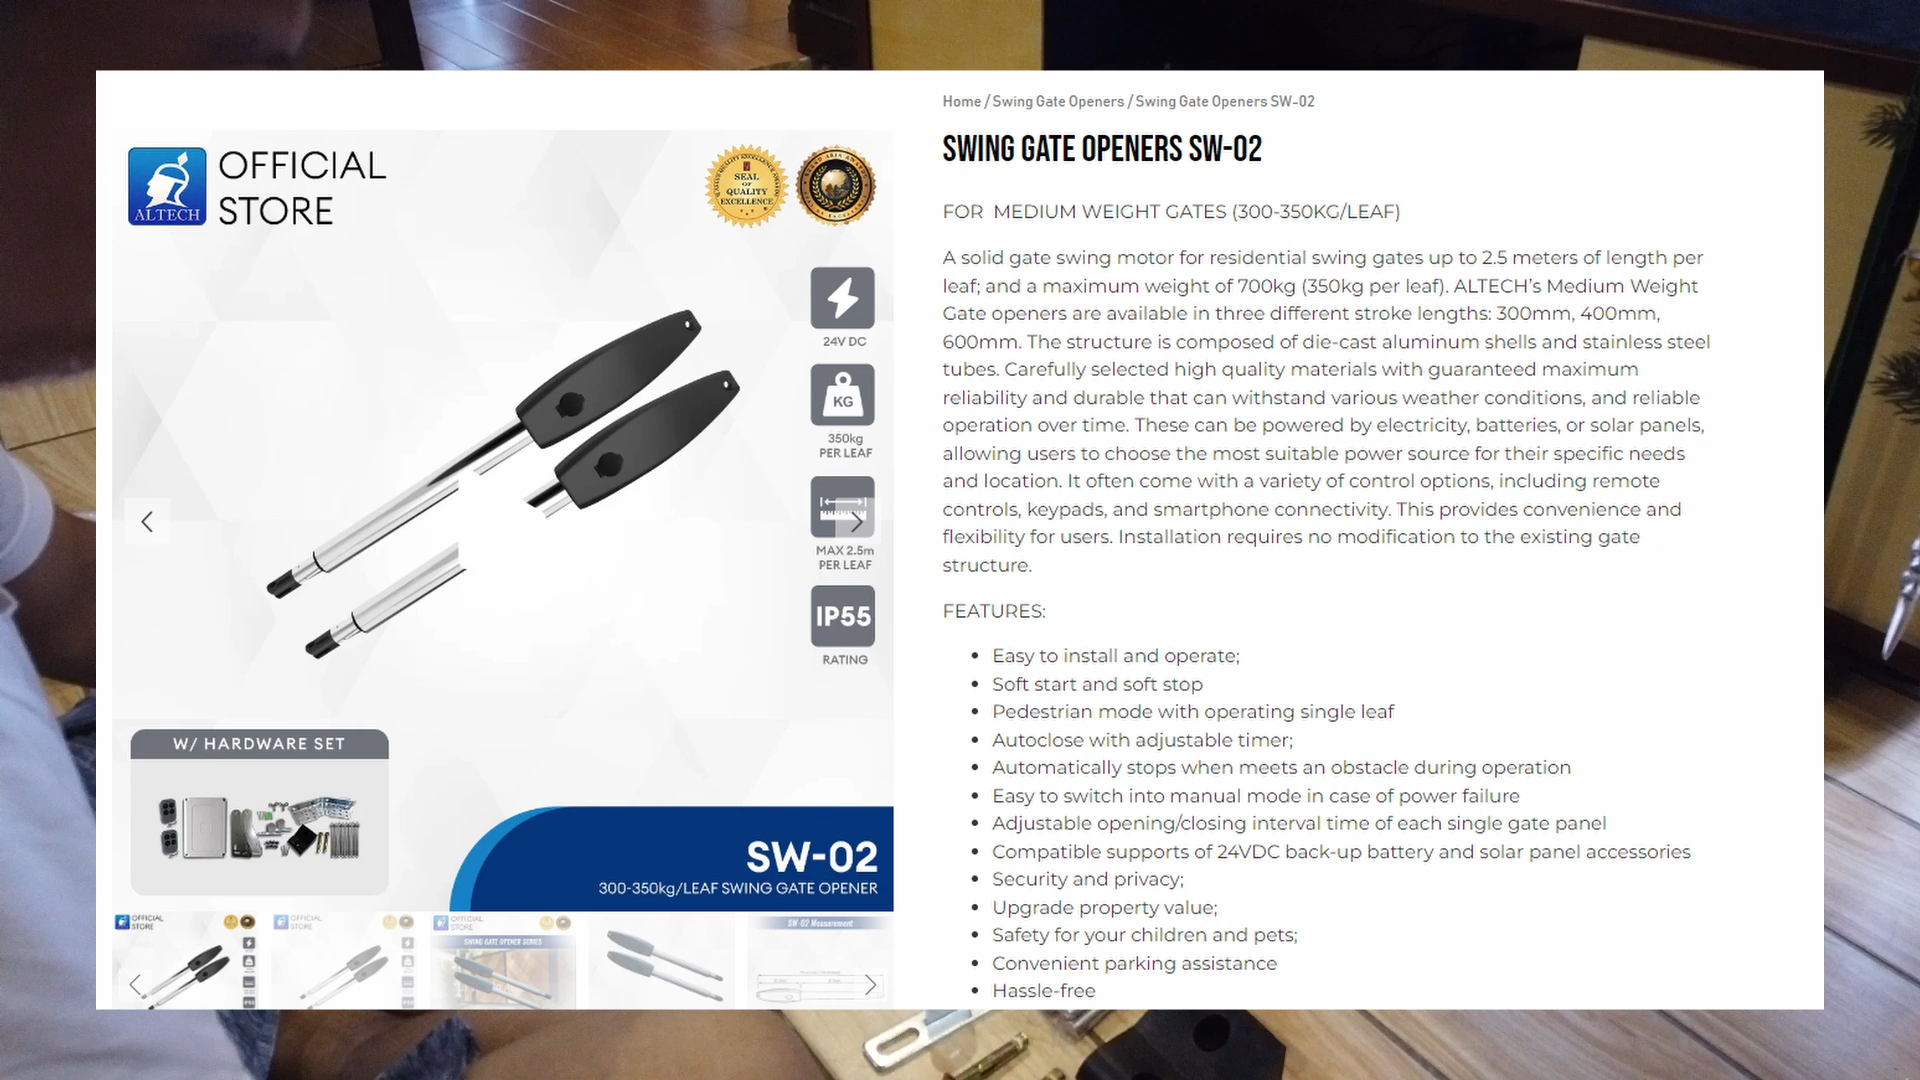 Home / Swing Gate Openers / Swing Gate Openers SW-02
SWING GATE OPENERS SW-02
FOR MEDIUM WEIGHT GATES (300-350KG/LEAF)
A solid gate swing motor for residential swing gates up to 2.5 meters of length per
leaf; and a maximum weight of 700kg (350kg per leaf). ALTECH’s Medium Weight
Gate openers are available in three different stroke lengths: 300mm, 400mm,
600mm. The structure is composed of die-cast aluminum shells and stainless steel
tubes. Carefully selected high quality materials with guaranteed maximum
reliability and durable that can withstand various weather conditions, and reliable
operation over time. These can be powered by electricity, batteries, or solar panels,
allowing users to choose the most suitable power source for their specific needs
and location. It often come with a variety of control options, including remote
controls, keypads, and smartphone connectivity. This provides convenience and
flexibility for users. Installation requires no modification to the existing gate
structure.
FEATURES:
Easy to install and operate;
Soft start and soft stop
Pedestrian mode with operating single leaf
Autoclose with adjustable timer;
Automatically stops when meets an obstacle during operation
Easy to switch into manual mode in case of power failure
Adjustable opening/closing interval time of each single gate panel
Compatible supports of 24VDC back-up battery and solar panel accessories
Security and privacy;
Upgrade property value;
Safety for your children and pets;
Convenient parking assistance
Hassle-free
ALTECH
OFFICIAL
STORE
SEAL
OF
QUALITY
EXCELLENCE
24V DC
KG
350kg
PER LEAF
MAX 2.5m
PER LEAF
IP55
RATING
W/ HARDWARE SET
SW-02
300-350kg/LEAF SWING GATE OPENER
OFFICIAL
STORE
OFFICIAL
STORE
OFFICIAL
STORE
SWING GATE OPENER SERIES
SW-02 Measurement